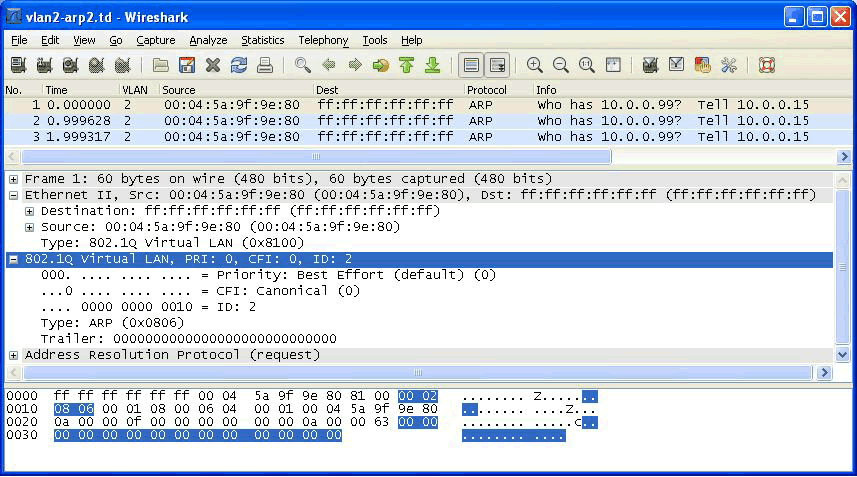 vlan2-arp2.td - Wireshark
File Edit View Go Capture Analyze Statistics Telephony Tools Help
No. Time VLAN Source Dest Protocol Info
1 0.000000 2 00:04:5a:9f:9e:80 ff:ff:ff:ff:ff:ff ARP Who has 10.0.0.99? Tell 10.0.0.15
2 0.999628 2 00:04:5a:9f:9e:80 ff:ff:ff:ff:ff:ff ARP Who has 10.0.0.99? Tell 10.0.0.15
3 1.999317 2 00:04:5a:9f:9e:80 ff:ff:ff:ff:ff:ff ARP Who has 10.0.0.99? Tell 10.0.0.15
Frame 1: 60 bytes on wire (480 bits), 60 bytes captured (480 bits)
Ethernet II, Src: 00:04:5a:9f:9e:80 (00:04:5a:9f:9e:80), Dst: ff:ff:ff:ff:ff:ff (ff:ff:ff:ff:ff:ff)
Destination: ff:ff:ff:ff:ff:ff (ff:ff:ff:ff:ff:ff)
Source: 00:04:5a:9f:9e:80 (00:04:5a:9f:9e:80)
Type: 802.1Q Virtual LAN (0x8100)
802.1Q Virtual LAN, PRI: 0, CFI: 0, ID: 2
000. .... .... .... = Priority: Best Effort (default) (0)
...0 .... .... .... = CFI: Canonical (0)
.... 0000 0000 0010 = ID: 2
Type: ARP (0x0806)
Trailer: 0000000000000000000000000000
Address Resolution Protocol (request)
0000 ff ff ff ff ff ff 00 04 5a 9f 9e 80 81 00 00 02 ........ Z.......
0010 08 06 00 01 08 00 06 04 00 01 00 04 5a 9f 9e 80 ........ ....Z...
0020 0a 00 00 0f 00 00 00 00 00 00 0a 00 00 63 00 00 ........ .....c..
0030 00 00 00 00 00 00 00 00 00 00 00 00 ........ ....